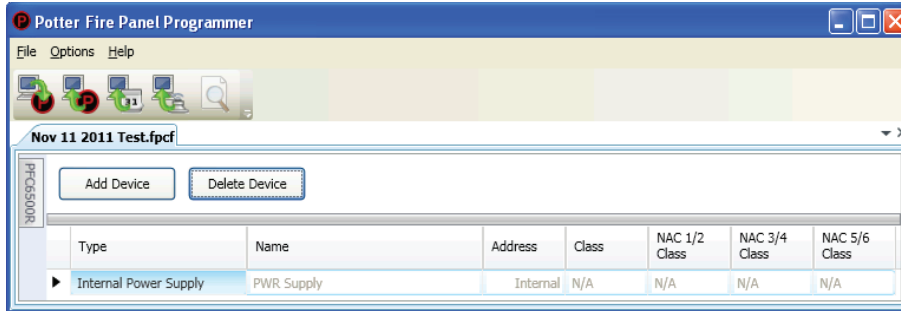 Potter Fire Panel Programmer
File Options Help
31
Nov 11 2011 Test.fpcf
PFC6500R
Add Device Delete Device
Type Name Address Class NAC 1/2 Class NAC 3/4 Class NAC 5/6 Class
Internal Power Supply PWR Supply Internal N/A N/A N/A N/A